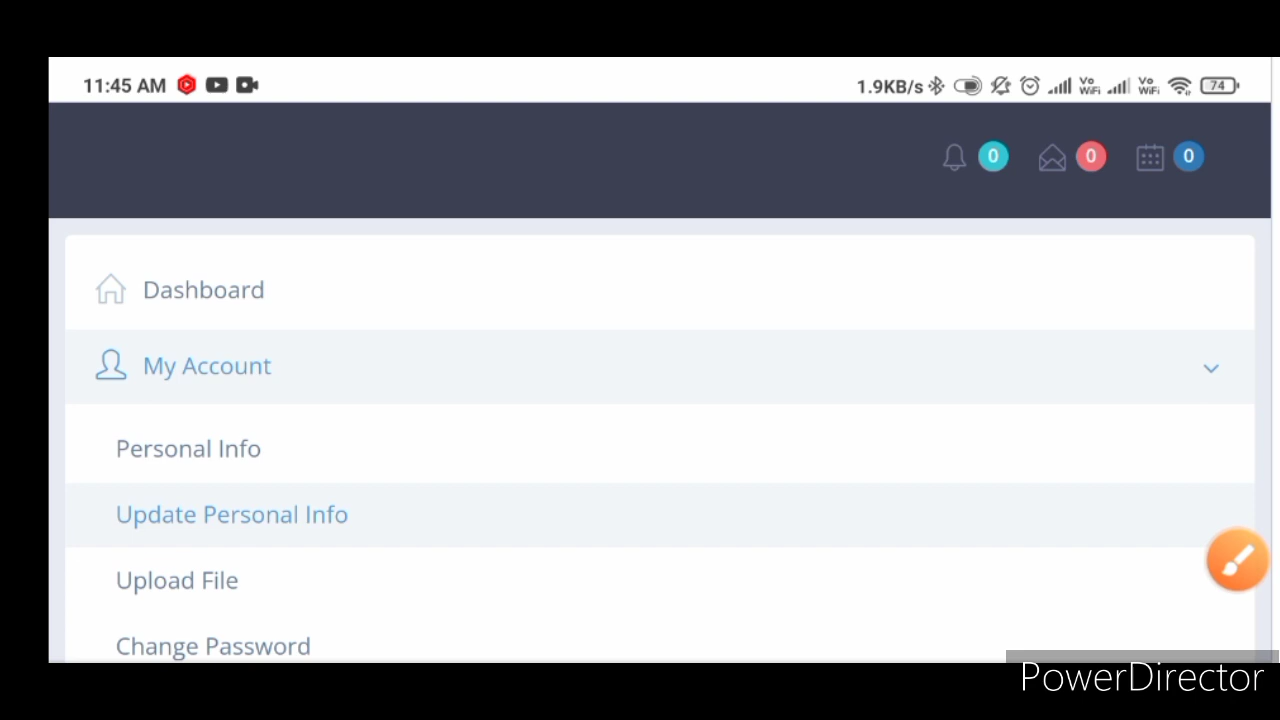 11:45 AM 1.9KB/s Vo WiFi Vo WiFi 74
0 0 0
Dashboard
My Account
Personal Info
Update Personal Info
Upload File
Change Password
PowerDirector